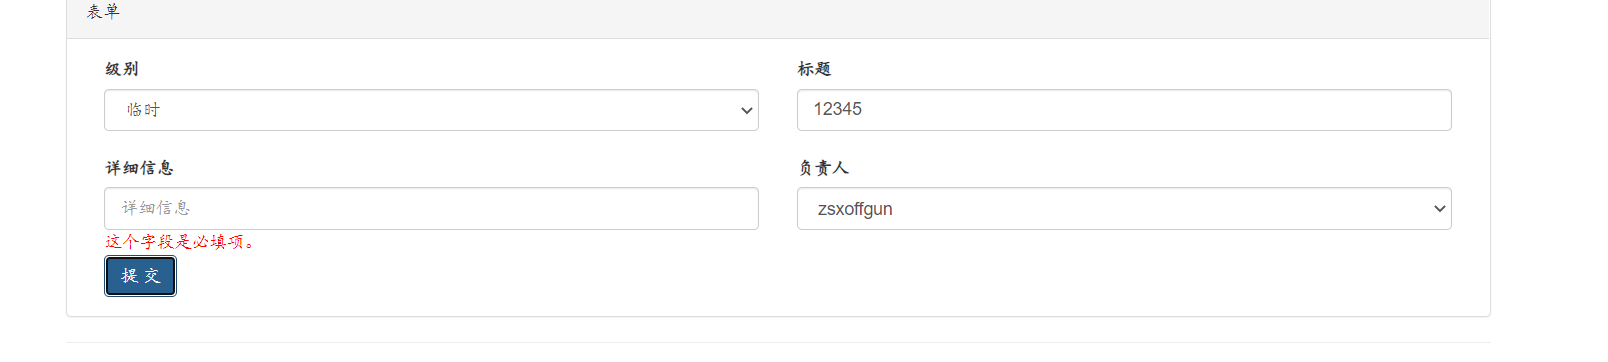 表单
级别
标题
临时
12345
详细信息
负责人
详细信息
zsxoffgun
这个字段是必填项。
提交